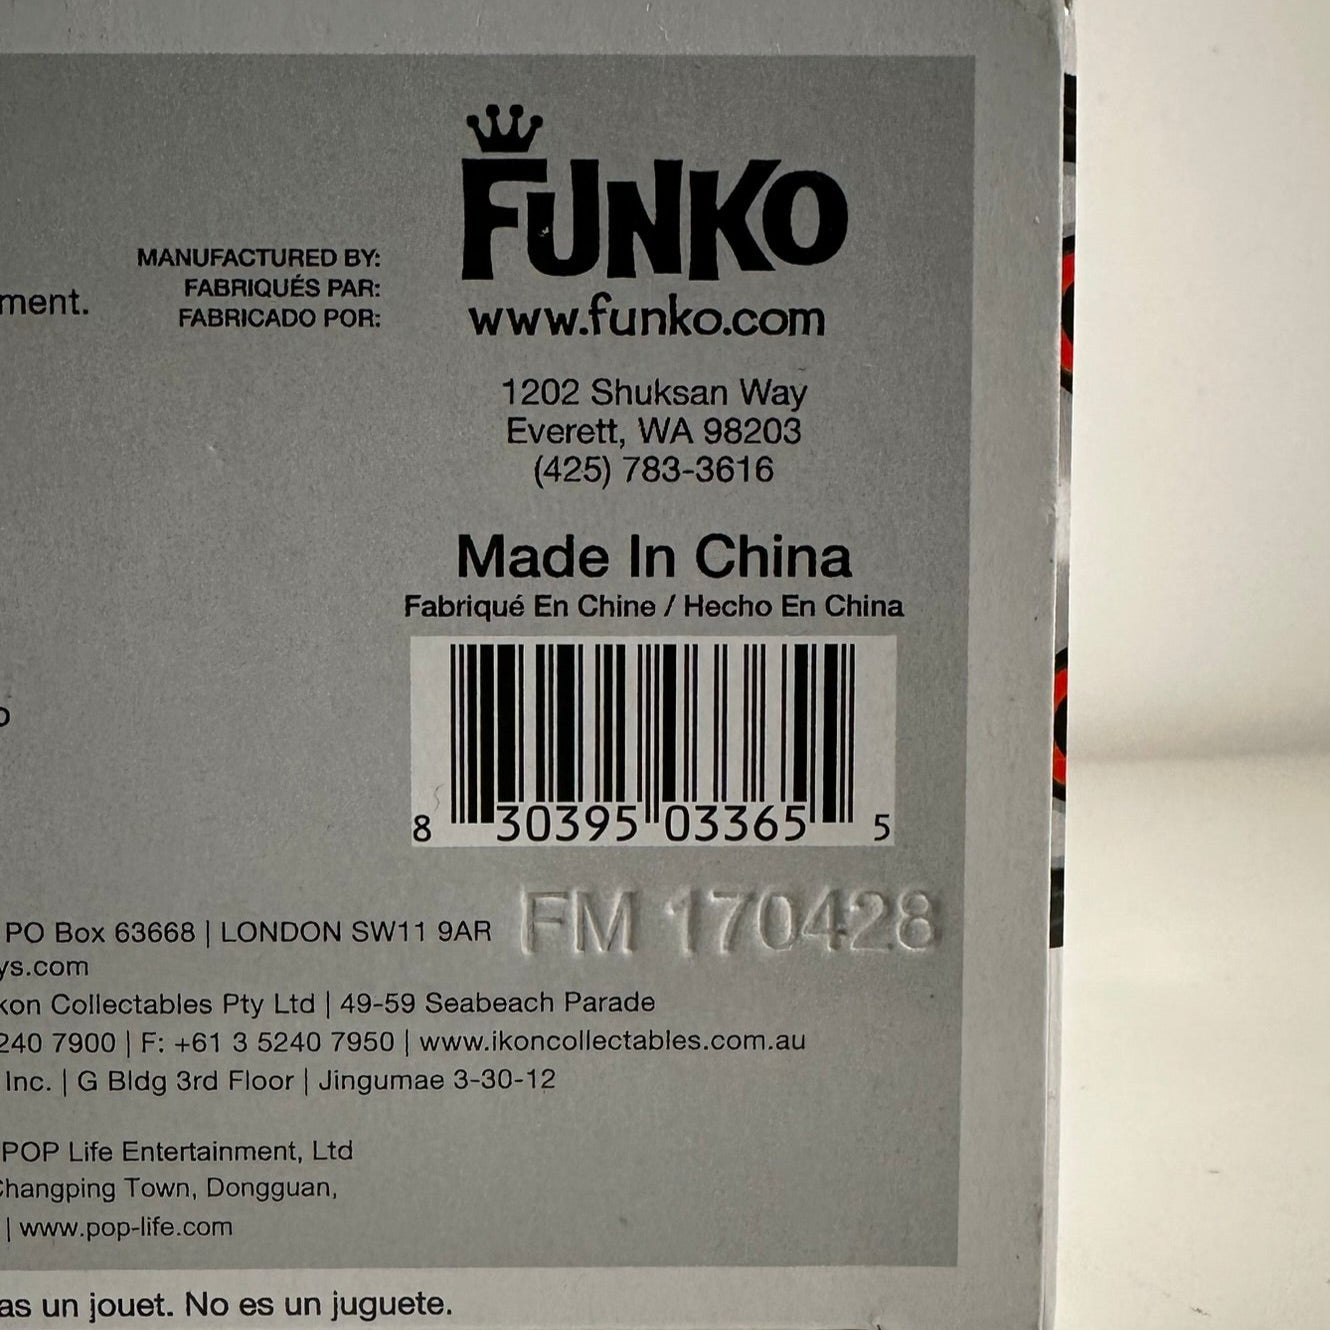 FUNKO
MANUFACTURED BY:
FABRIQUÉS PAR:
FABRICADO POR:
ment.
www.funko.com
1202 Shuksan Way
Everett, WA 98203
(425) 783-3616
Made In China
Fabriqué En Chine / Hecho En China
o
8 30395 03365 5
FM 170428
PO Box 63668 | LONDON SW11 9AR
ys.com
kon Collectables Pty Ltd | 49-59 Seabeach Parade
240 7900 | F: +61 3 5240 7950 | www.ikoncollectables.com.au
Inc. | G Bldg 3rd Floor | Jingumae 3-30-12
POP Life Entertainment, Ltd
Changping Town, Dongguan,
| www.pop-life.com
as un jouet. No es un juguete.